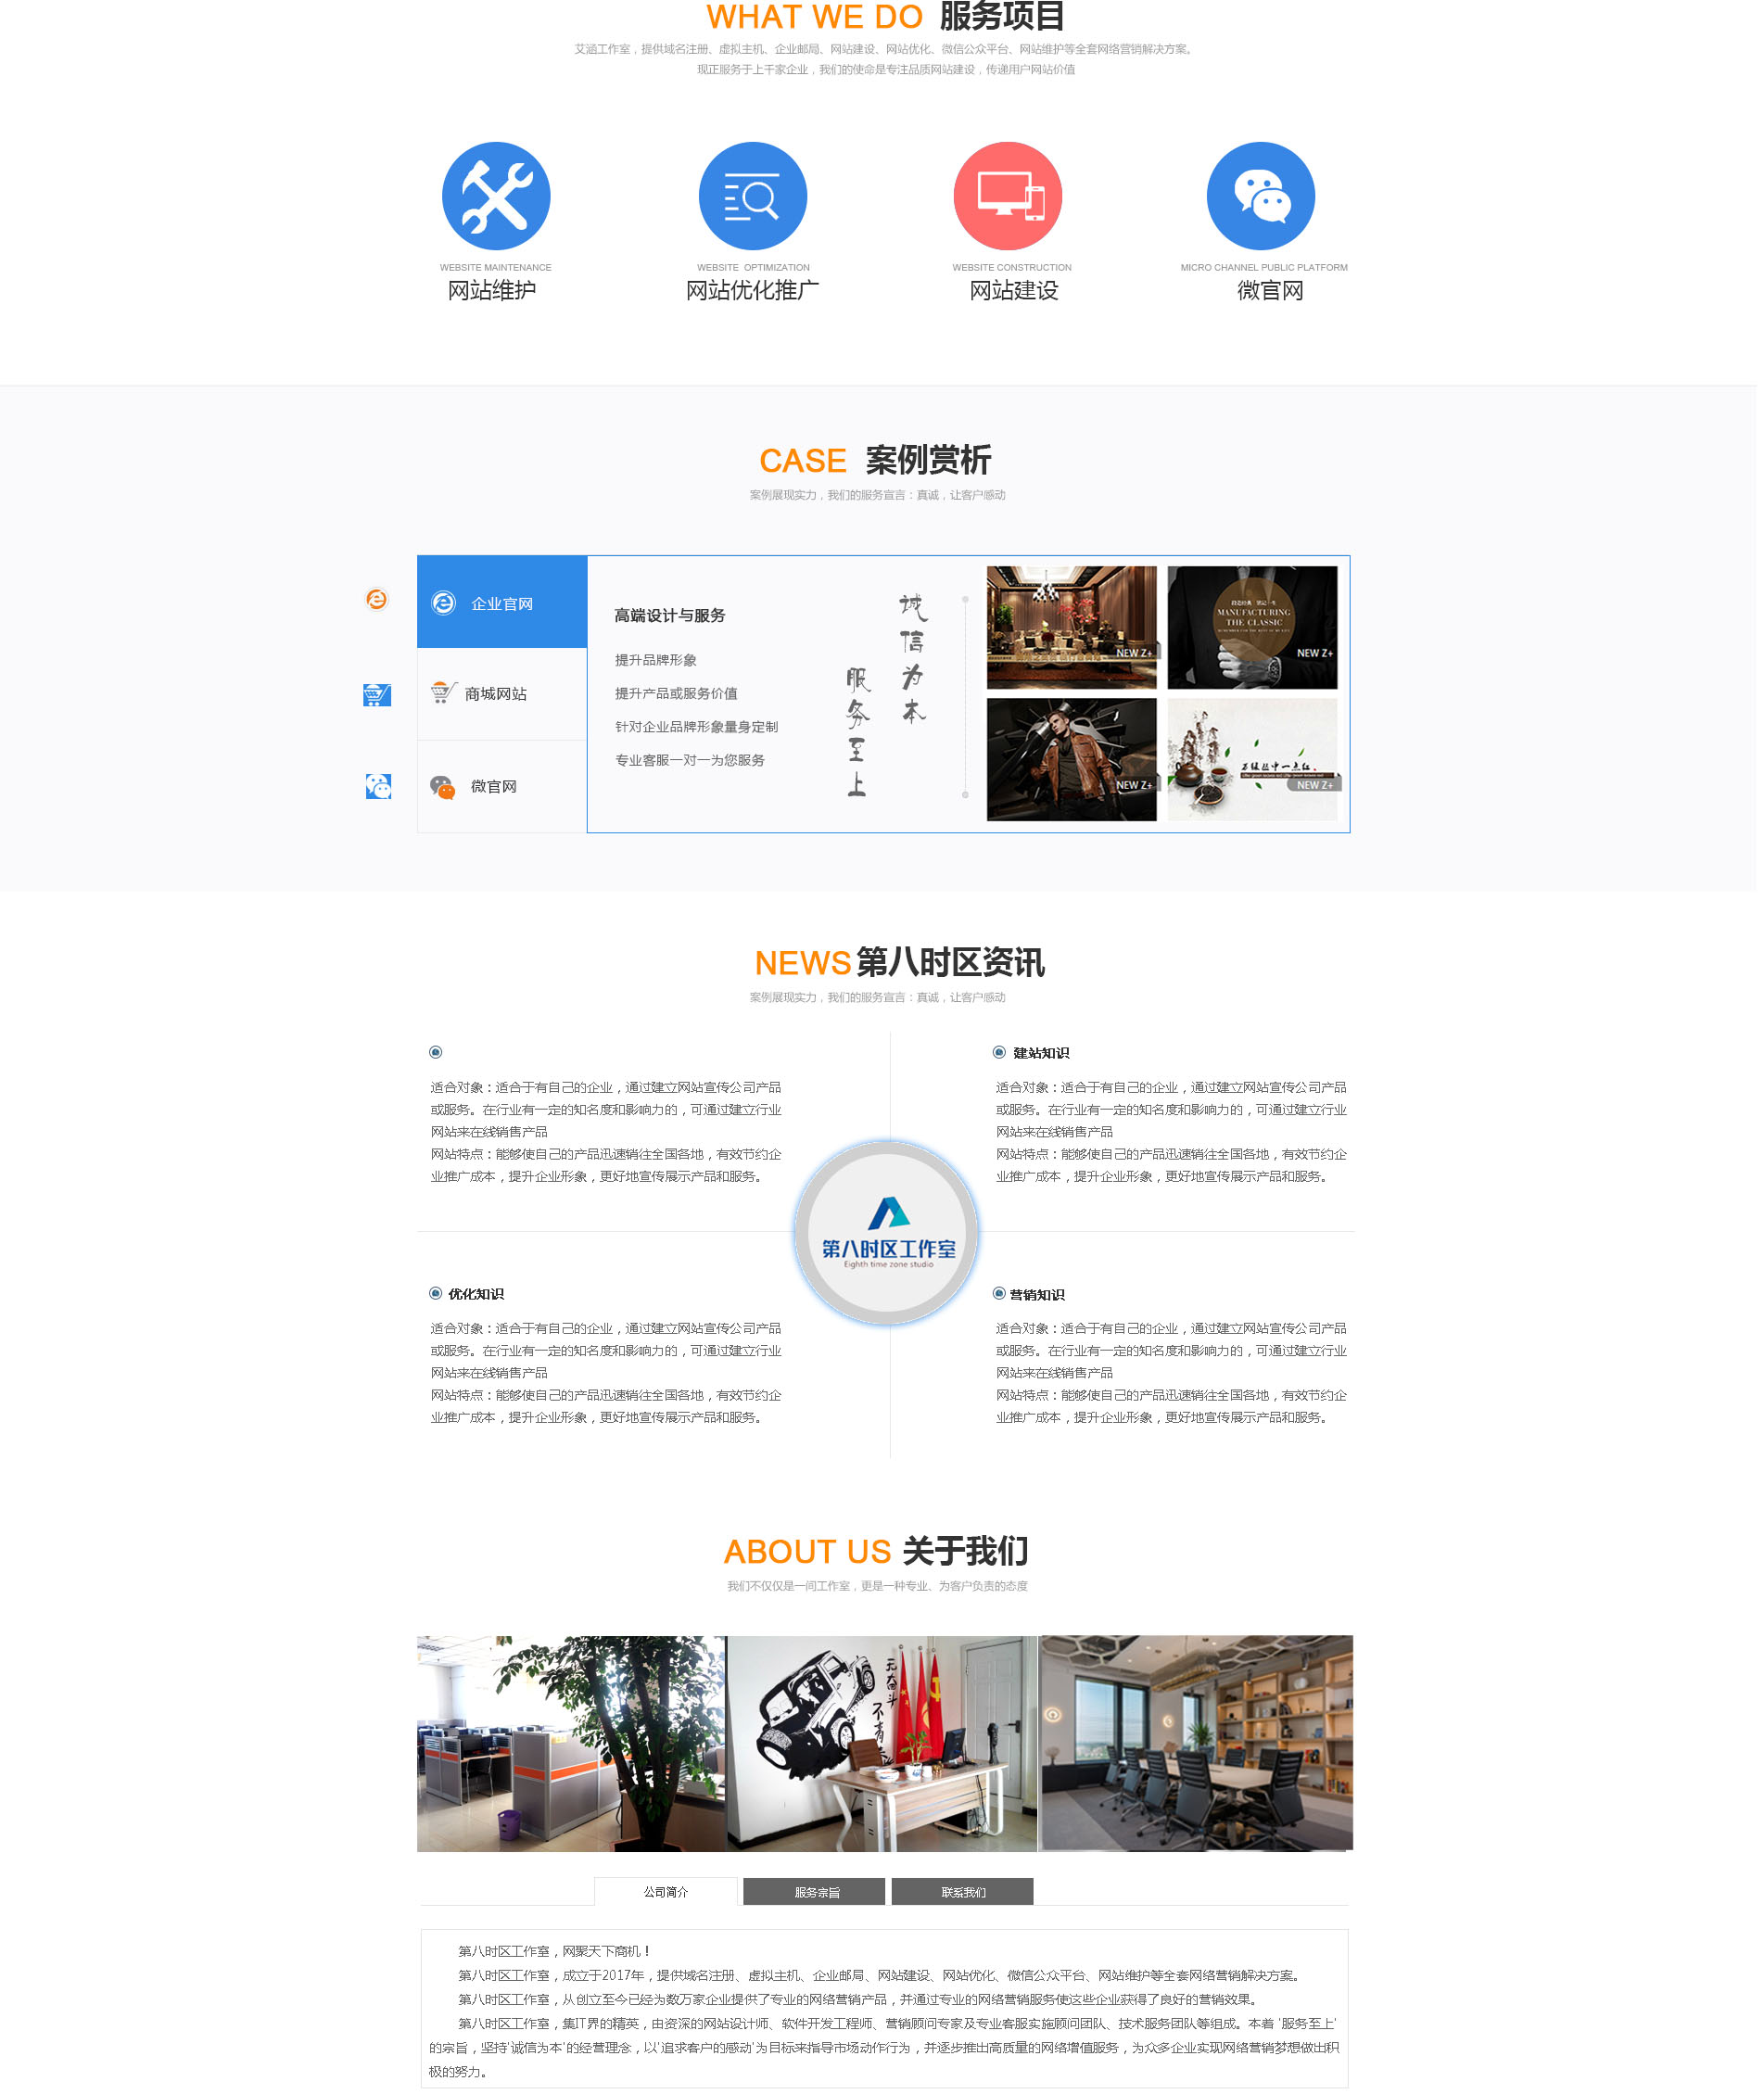 WHAT WE DO 服务项目
艾涵工作室，提供域名注册、虚拟主机、企业邮局、网站建设、网站优化、微信公众平台、网站维护等全套网络营销解决方案。
现正服务于上千家企业，我们的使命是专注品质网站建设，传递用户网站价值
WEBSITE MAINTENANCE
网站维护
WEBSITE OPTIMIZATION
网站优化推广
WEBSITE CONSTRUCTION
网站建设
MICRO CHANNEL PUBLIC PLATFORM
微官网
CASE 案例赏析
案例展现实力，我们的服务宣言：真诚，让客户感动
企业官网
商城网站
微官网
高端设计与服务
提升品牌形象
提升产品或服务价值
针对企业品牌形象量身定制
专业客服一对一为您服务
诚信为本
服务至上
NEW Z+
MANUFACTURING
THE CLASSIC
NEW Z+
NEW Z+
万绿丛中一点红
NEW Z+
NEWS 第八时区资讯
案例展现实力，我们的服务宣言：真诚，让客户感动
适合对象：适合于有自己的企业，通过建立网站宣传公司产品
或服务。在行业有一定的知名度和影响力的，可通过建立行业
网站来在线销售产品
网站特点：能够使自己的产品迅速销往全国各地，有效节约企
业推广成本，提升企业形象，更好地宣传展示产品和服务。
建站知识
适合对象：适合于有自己的企业，通过建立网站宣传公司产品
或服务。在行业有一定的知名度和影响力的，可通过建立行业
网站来在线销售产品
网站特点：能够使自己的产品迅速销往全国各地，有效节约企
业推广成本，提升企业形象，更好地宣传展示产品和服务。
第八时区工作室
Eighth time zone studio
优化知识
适合对象：适合于有自己的企业，通过建立网站宣传公司产品
或服务。在行业有一定的知名度和影响力的，可通过建立行业
网站来在线销售产品
网站特点：能够使自己的产品迅速销往全国各地，有效节约企
业推广成本，提升企业形象，更好地宣传展示产品和服务。
营销知识
适合对象：适合于有自己的企业，通过建立网站宣传公司产品
或服务。在行业有一定的知名度和影响力的，可通过建立行业
网站来在线销售产品
网站特点：能够使自己的产品迅速销往全国各地，有效节约企
业推广成本，提升企业形象，更好地宣传展示产品和服务。
ABOUT US 关于我们
我们不仅仅是一间工作室，更是一种专业、为客户负责的态度
公司简介
服务宗旨
联系我们
第八时区工作室，网聚天下商机！
第八时区工作室，成立于2017年，提供域名注册、虚拟主机、企业邮局、网站建设、网站优化、微信公众平台、网站维护等全套网络营销解决方案。
第八时区工作室，从创立至今已经为数万家企业提供了专业的网络营销产品，并通过专业的网络营销服务使这些企业获得了良好的营销效果。
第八时区工作室，集IT界的精英，由资深的网站设计师、软件开发工程师、营销顾问专家及专业客服实施顾问团队、技术服务团队等组成。本着 '服务至上'
的宗旨，坚持'诚信为本'的经营理念，以'追求客户的感动'为目标来指导市场动作行为，并逐步推出高质量的网络增值服务，为众多企业实现网络营销梦想做出积
极的努力。